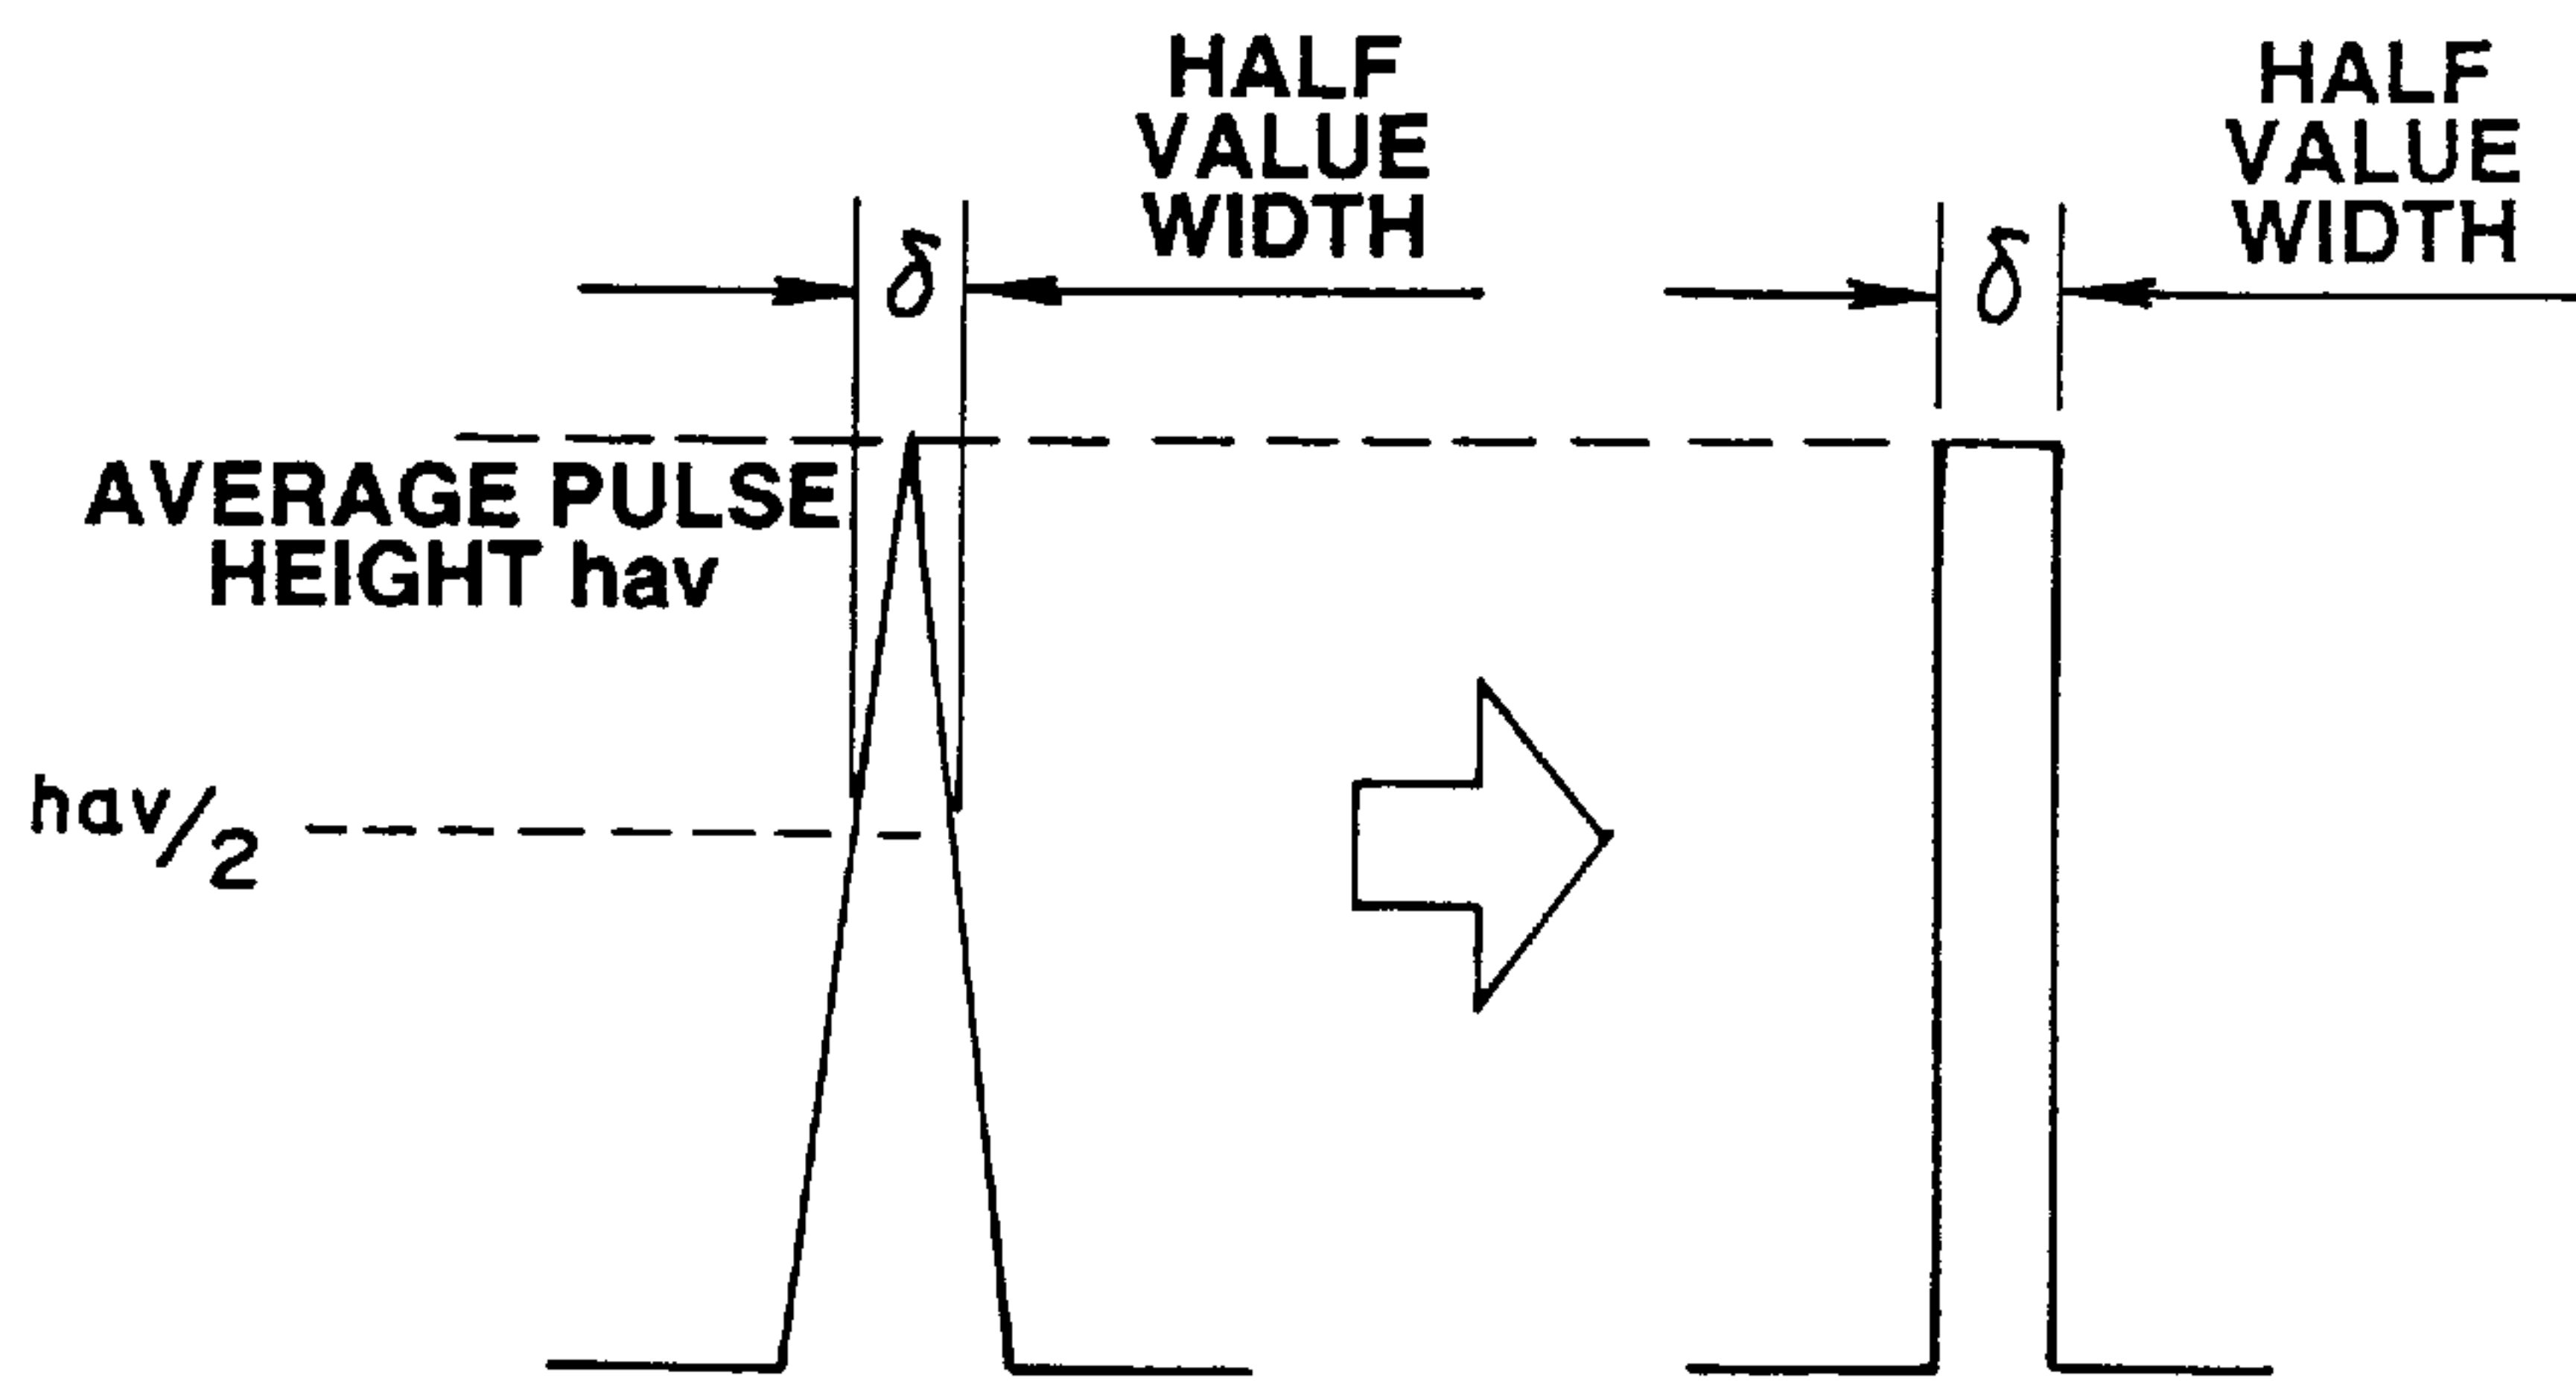 HALF
VALUE
WIDTH
δ
HALF
VALUE
WIDTH
δ
AVERAGE PULSE
HEIGHT hav
hav/2